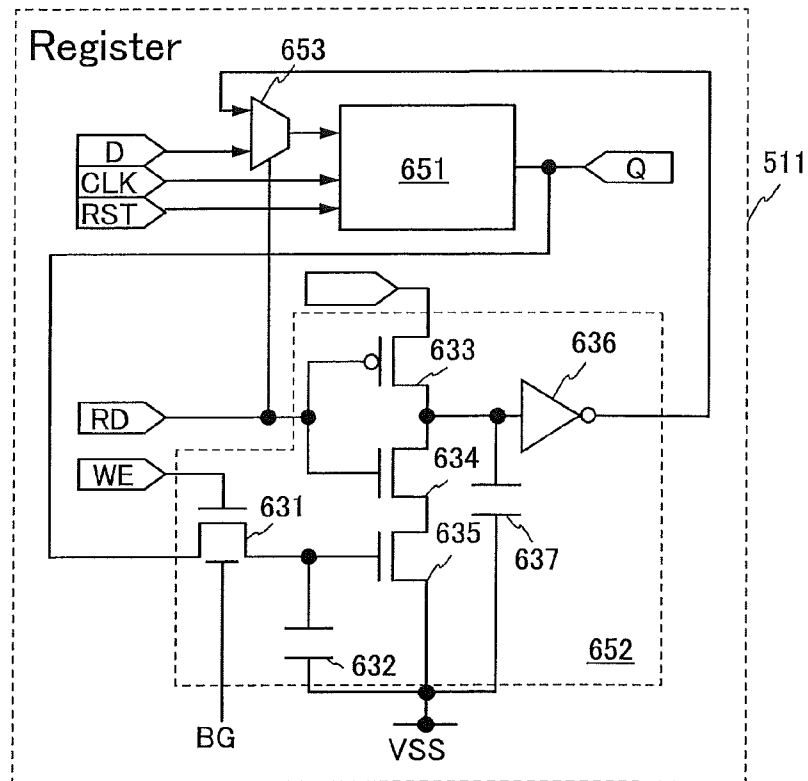 Register
653
D
CLK
RST
651
Q
511
633
636
RD
634
WE
631
635
637
632
652
BG
VSS